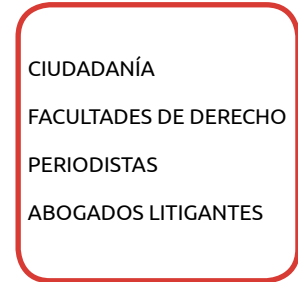 CIUDADANÍA
FACULTADES DE DERECHO
PERIODISTAS
ABOGADOS LITIGANTES